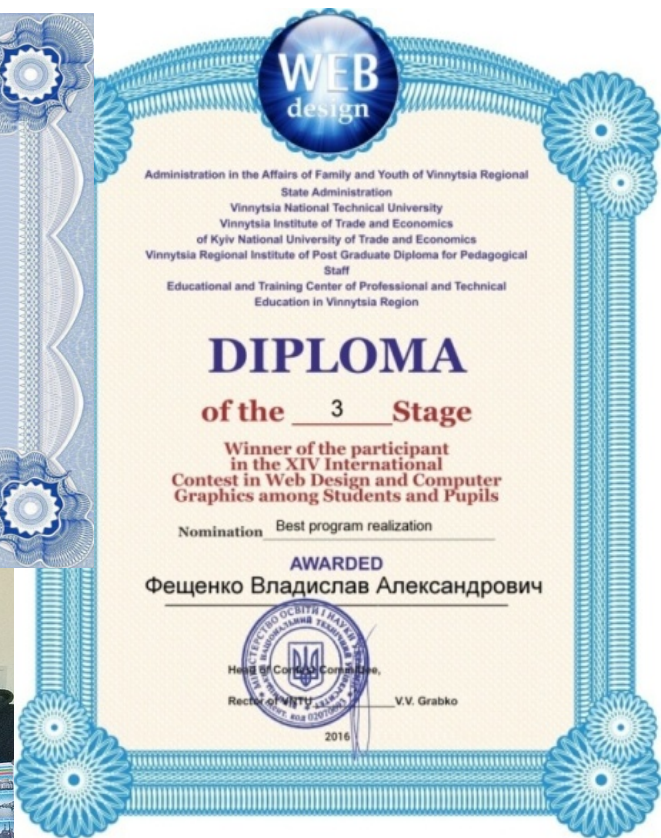 WEB
design
Administration in the Affairs of Family and Youth of Vinnytsia Regional
State Administration
Vinnytsia National Technical University
Vinnytsia Institute of Trade and Economics
of Kyiv National University of Trade and Economics
Vinnytsia Regional Institute of Post Graduate Diploma for Pedagogical
Staff
Educational and Training Center of Professional and Technical
Education in Vinnytsia Region
DIPLOMA
of the 3 Stage
Winner of the participant
in the XIV International
Contest in Web Design and Computer
Graphics among Students and Pupils
Nomination Best program realization
AWARDED
Фещенко Владислав Александрович
Head of Contest Committee,
Rector of VNTU V.V. Grabko
2016